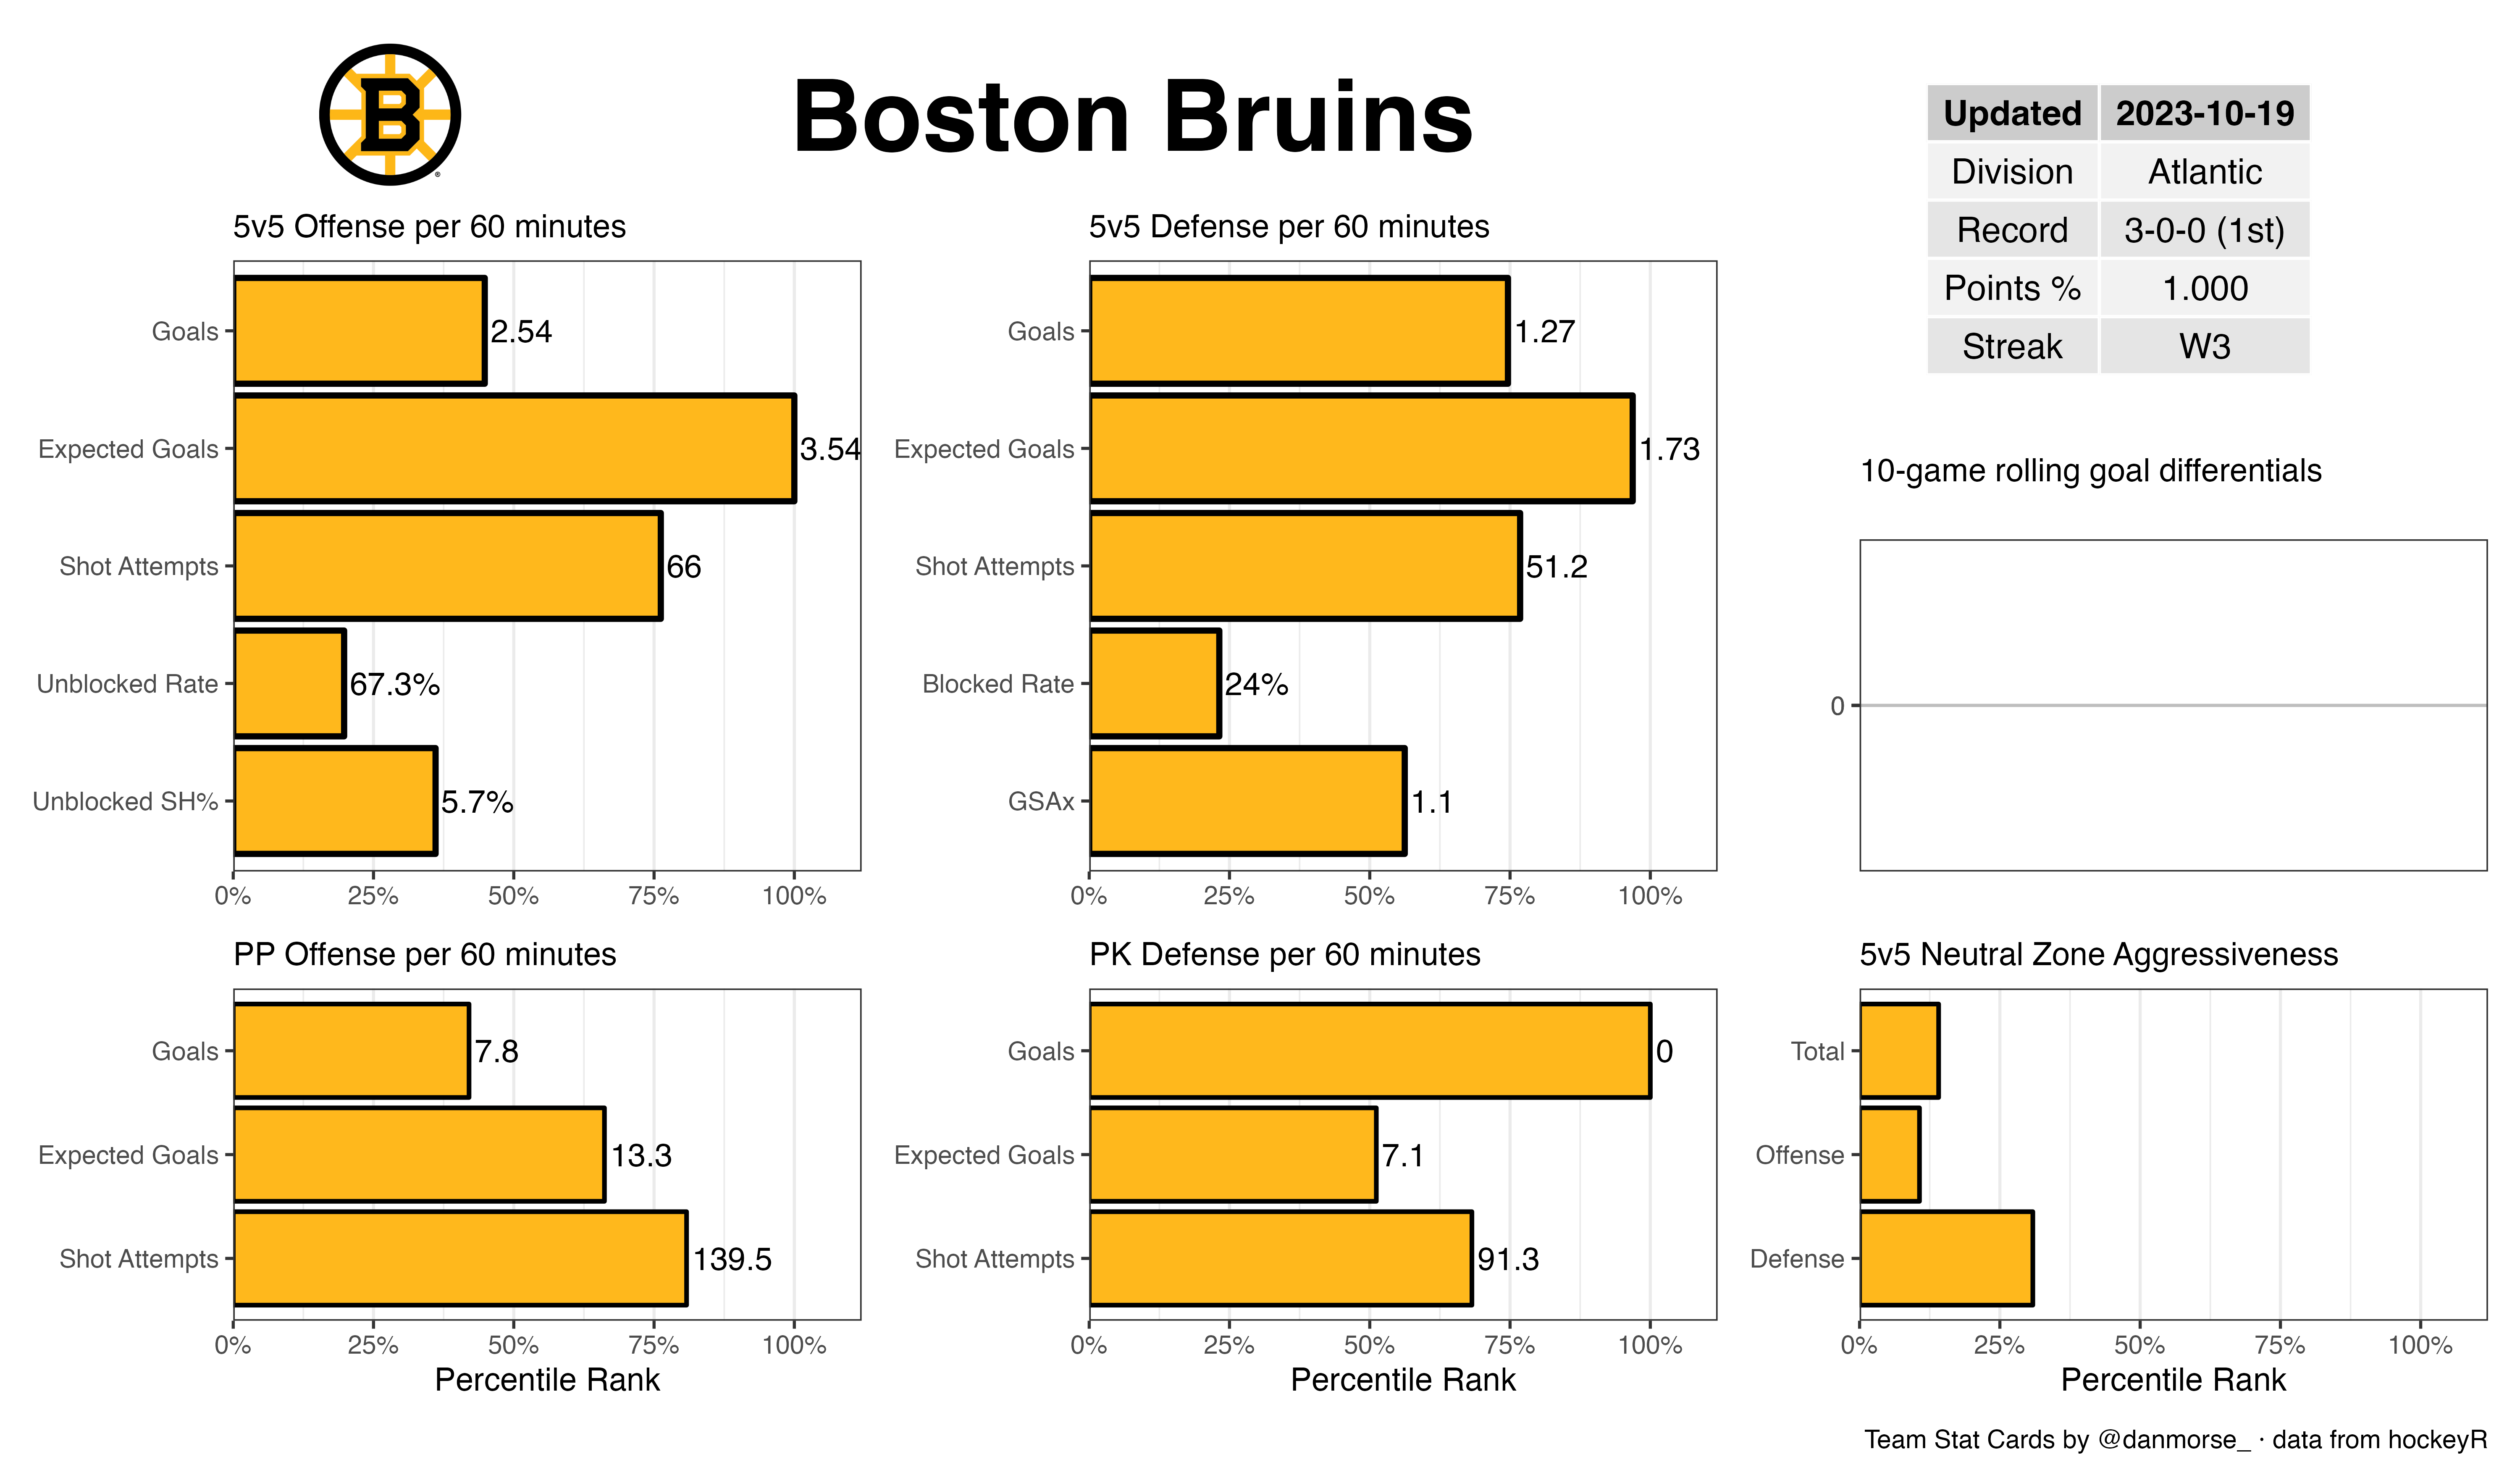 B
®
Boston Bruins
Updated 2023-10-19
Division Atlantic
Record 3-0-0 (1st)
Points % 1.000
Streak W3
5v5 Offense per 60 minutes
Goals 2.54
Expected Goals 3.54
Shot Attempts 66
Unblocked Rate 67.3%
Unblocked SH% 5.7%
0% 25% 50% 75% 100%
5v5 Defense per 60 minutes
Goals 1.27
Expected Goals 1.73
Shot Attempts 51.2
Blocked Rate 24%
GSAx 1.1
0% 25% 50% 75% 100%
10-game rolling goal differentials
0
PP Offense per 60 minutes
Goals 7.8
Expected Goals 13.3
Shot Attempts 139.5
0% 25% 50% 75% 100%
Percentile Rank
PK Defense per 60 minutes
Goals 0
Expected Goals 7.1
Shot Attempts 91.3
0% 25% 50% 75% 100%
Percentile Rank
5v5 Neutral Zone Aggressiveness
Total
Offense
Defense
0% 25% 50% 75% 100%
Percentile Rank
Team Stat Cards by @danmorse_ · data from hockeyR